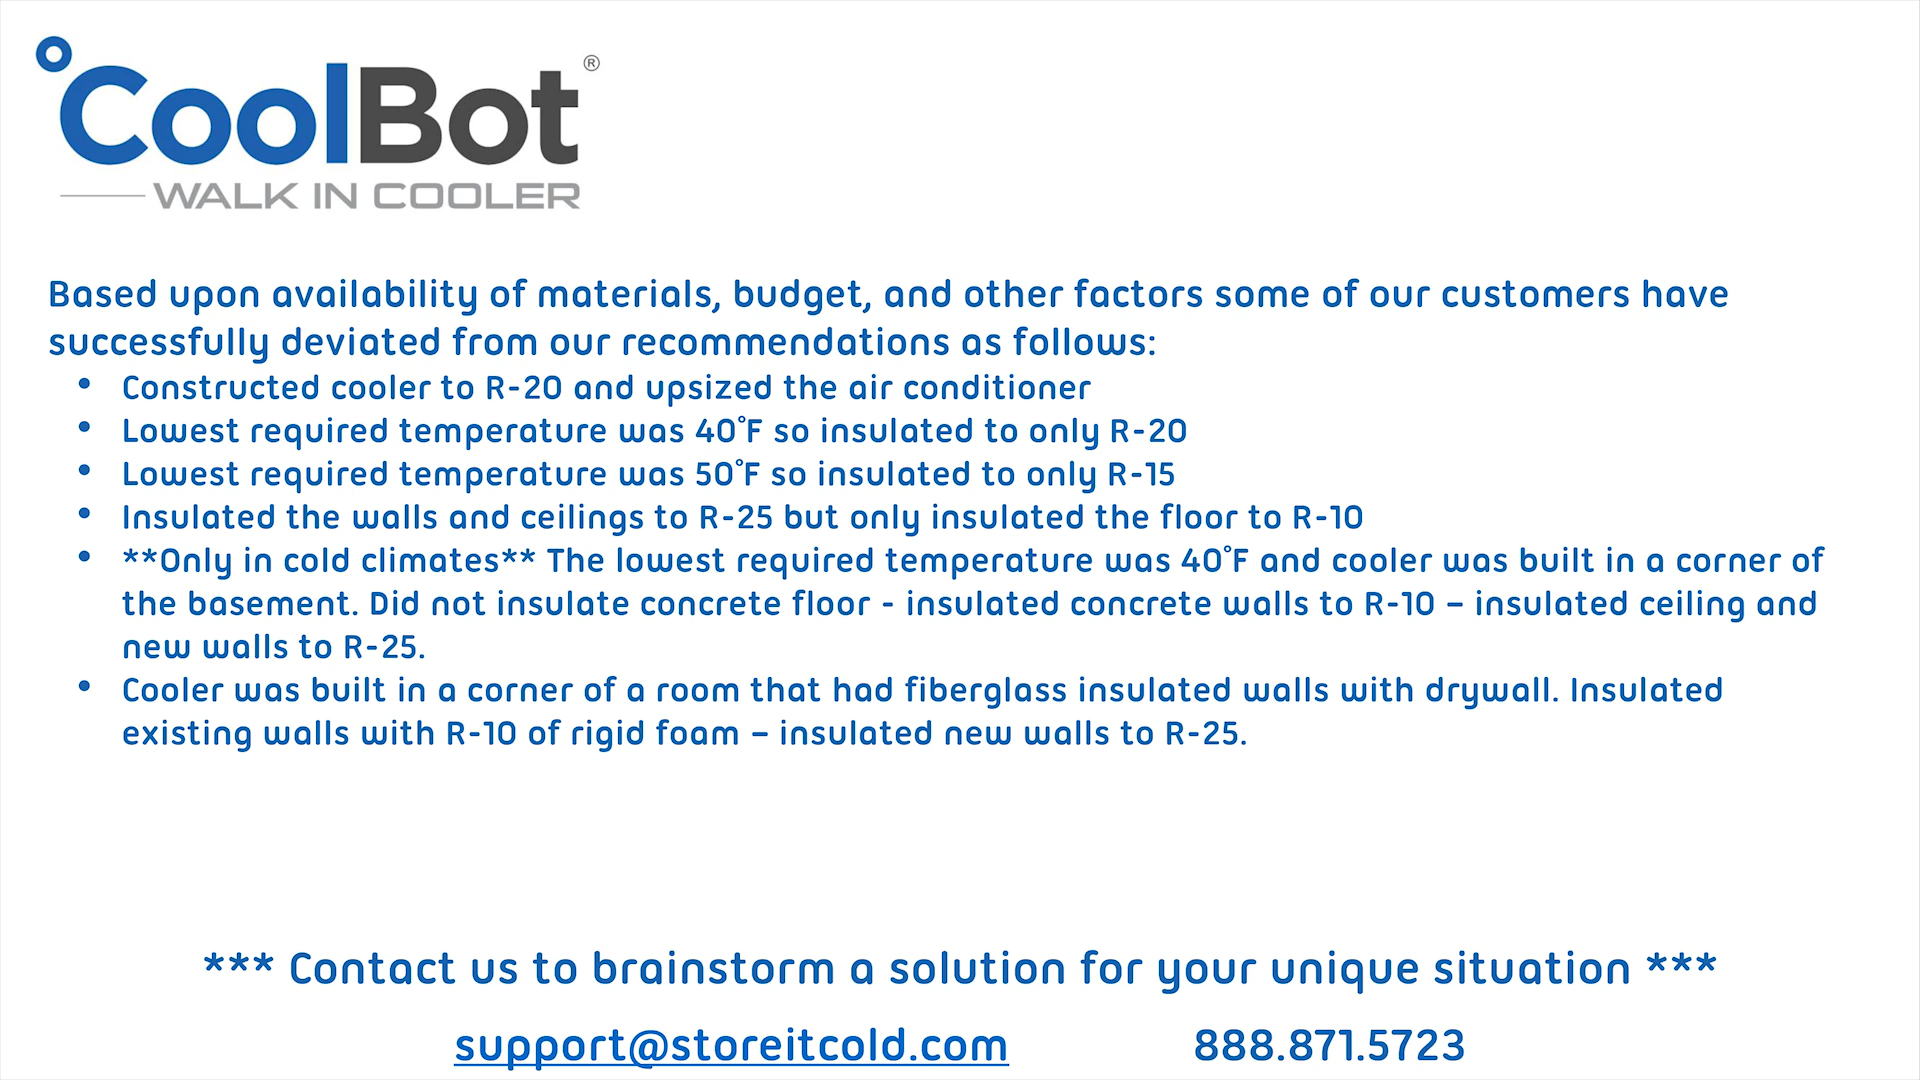 °CoolBot®
WALK IN COOLER
Based upon availability of materials, budget, and other factors some of our customers have
successfully deviated from our recommendations as follows:
• Constructed cooler to R-20 and upsized the air conditioner
• Lowest required temperature was 40°F so insulated to only R-20
• Lowest required temperature was 50°F so insulated to only R-15
• Insulated the walls and ceilings to R-25 but only insulated the floor to R-10
• **Only in cold climates** The lowest required temperature was 40°F and cooler was built in a corner of
the basement. Did not insulate concrete floor - insulated concrete walls to R-10 – insulated ceiling and
new walls to R-25.
• Cooler was built in a corner of a room that had fiberglass insulated walls with drywall. Insulated
existing walls with R-10 of rigid foam – insulated new walls to R-25.
*** Contact us to brainstorm a solution for your unique situation ***
support@storeitcold.com 888.871.5723